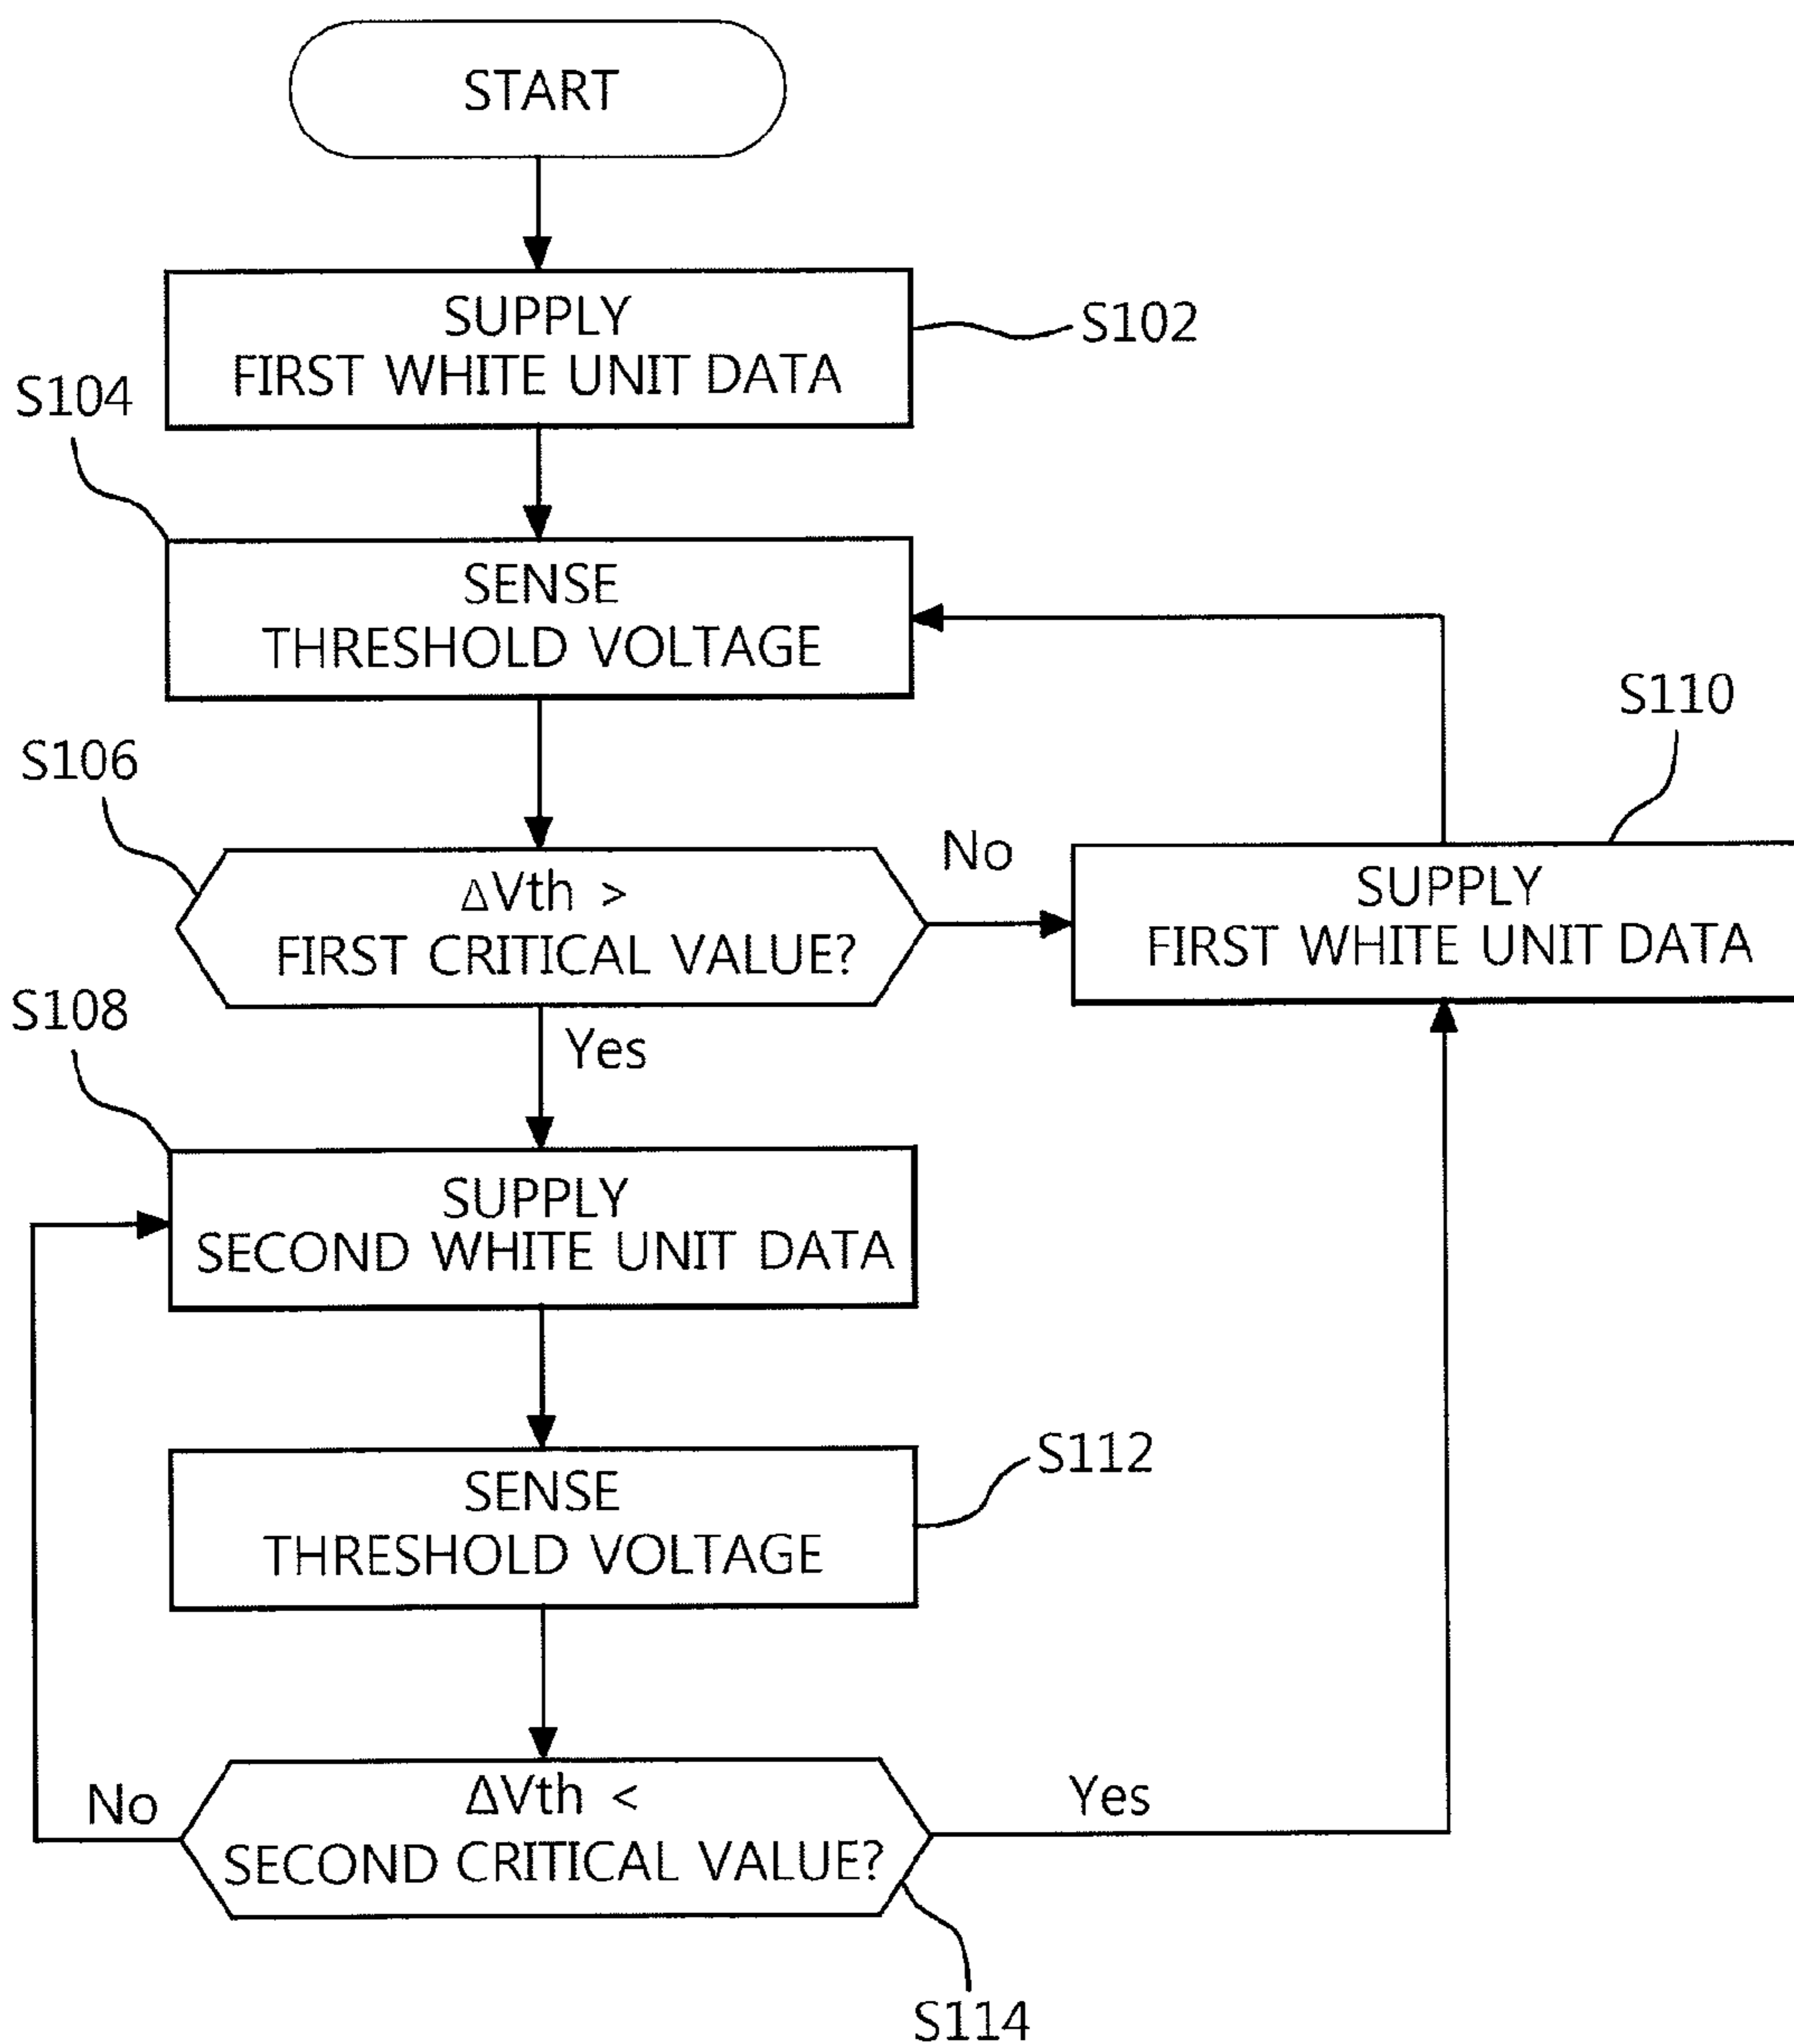 START
SUPPLY
FIRST WHITE UNIT DATA
S102
S104
SENSE
THRESHOLD VOLTAGE
S106
ΔVth >
FIRST CRITICAL VALUE?
No
S110
SUPPLY
FIRST WHITE UNIT DATA
Yes
S108
SUPPLY
SECOND WHITE UNIT DATA
SENSE
THRESHOLD VOLTAGE
S112
ΔVth <
SECOND CRITICAL VALUE?
No
Yes
S114